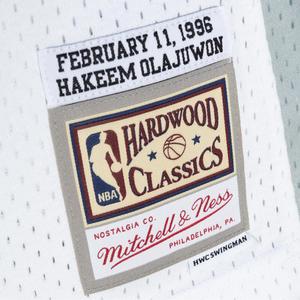 FEBRUARY 11, 1996
HAKEEM OLAJUWON
NBA
HARDWOOD
CLASSICS
NOSTALGIA CO.
Mitchell & Ness
PHILADELPHIA, PA.
HWC SWINGMAN